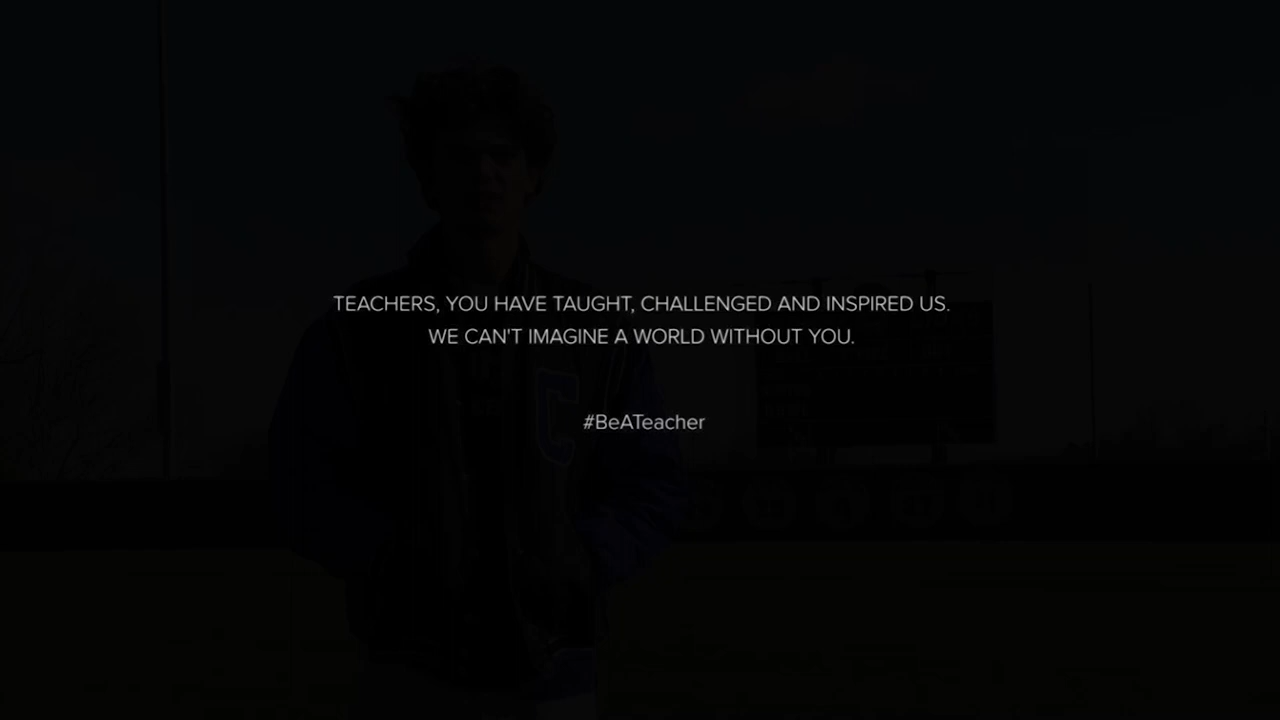 TEACHERS, YOU HAVE TAUGHT, CHALLENGED AND INSPIRED US.
WE CAN'T IMAGINE A WORLD WITHOUT YOU.
#BeATeacher
C